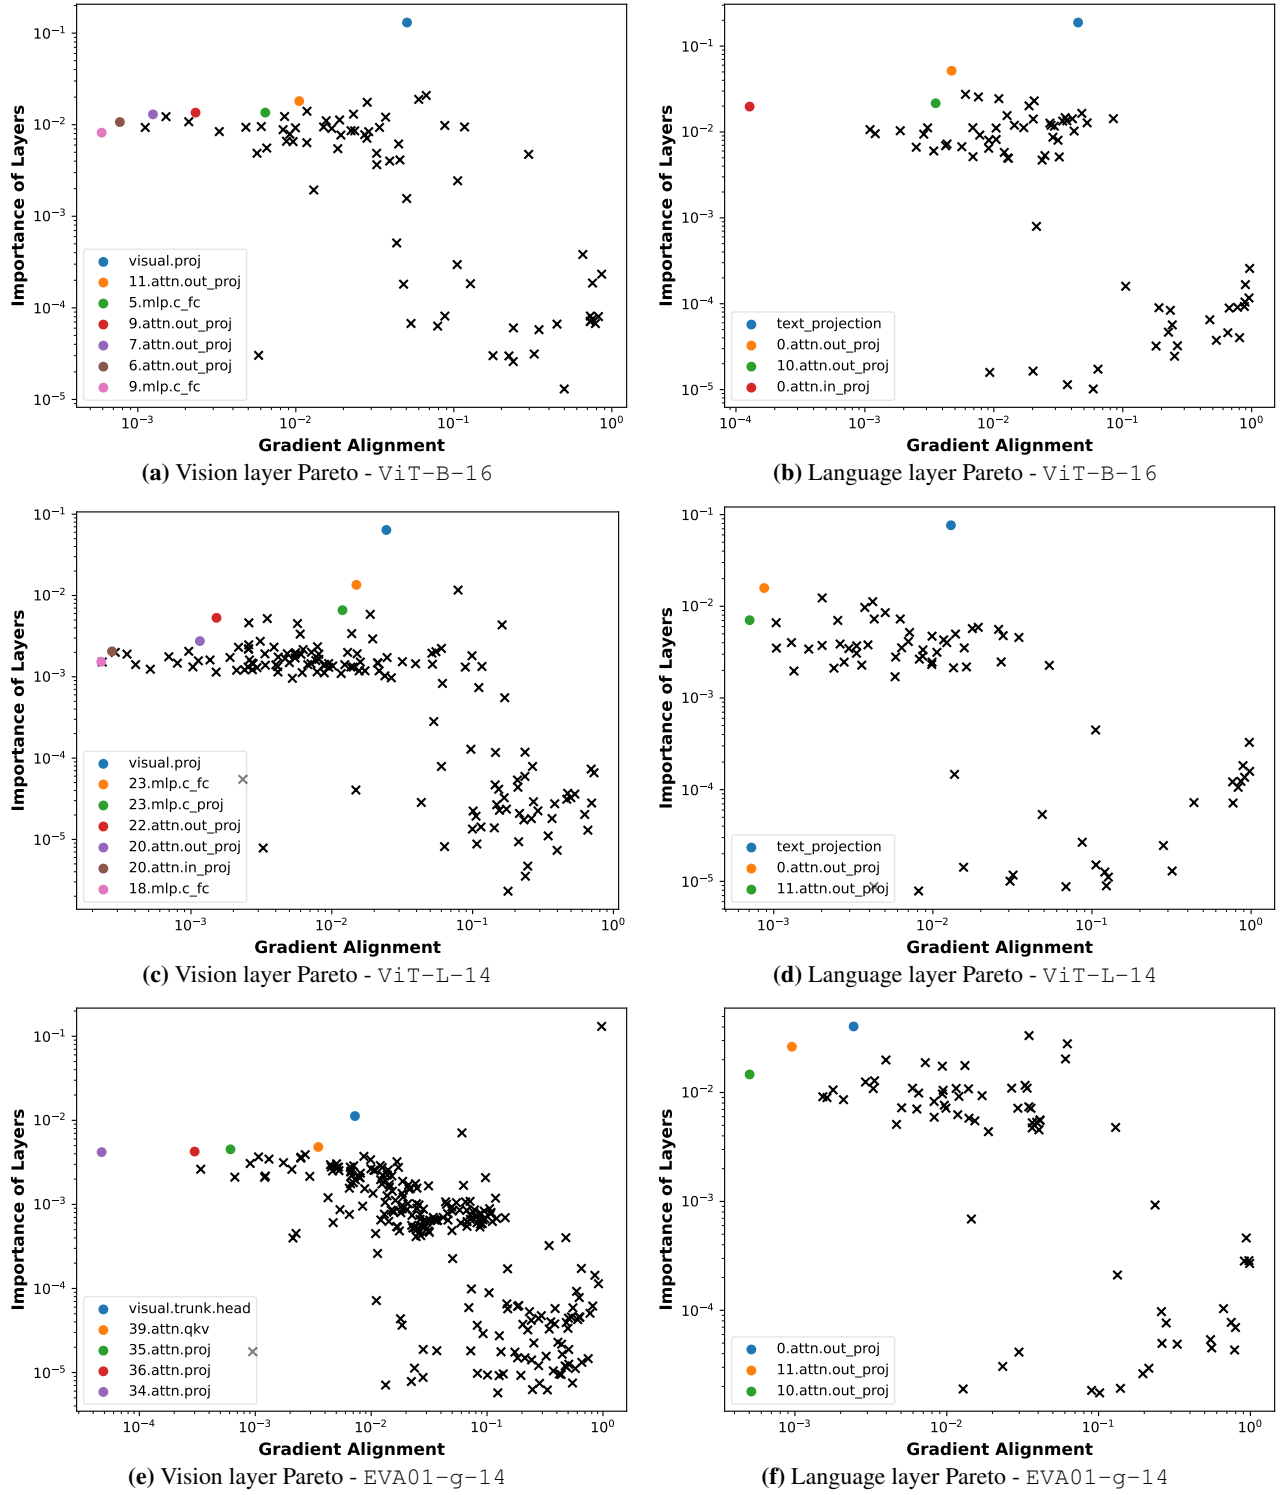 10⁻¹
10⁻²
10⁻³
10⁻⁴
10⁻⁵
Importance of Layers
visual.proj
11.attn.out_proj
5.mlp.c_fc
9.attn.out_proj
7.attn.out_proj
6.attn.out_proj
9.mlp.c_fc
10⁻³ 10⁻² 10⁻¹ 10⁰
Gradient Alignment
(a) Vision layer Pareto - ViT-B-16
10⁻¹
10⁻²
10⁻³
10⁻⁴
10⁻⁵
Importance of Layers
text_projection
0.attn.out_proj
10.attn.out_proj
0.attn.in_proj
10⁻⁴ 10⁻³ 10⁻² 10⁻¹ 10⁰
Gradient Alignment
(b) Language layer Pareto - ViT-B-16
10⁻¹
10⁻²
10⁻³
10⁻⁴
10⁻⁵
Importance of Layers
visual.proj
23.mlp.c_fc
23.mlp.c_proj
22.attn.out_proj
20.attn.out_proj
20.attn.in_proj
18.mlp.c_fc
10⁻³ 10⁻² 10⁻¹ 10⁰
Gradient Alignment
(c) Vision layer Pareto - ViT-L-14
10⁻¹
10⁻²
10⁻³
10⁻⁴
10⁻⁵
Importance of Layers
text_projection
0.attn.out_proj
11.attn.out_proj
10⁻³ 10⁻² 10⁻¹ 10⁰
Gradient Alignment
(d) Language layer Pareto - ViT-L-14
10⁻¹
10⁻²
10⁻³
10⁻⁴
10⁻⁵
Importance of Layers
visual.trunk.head
39.attn.qkv
35.attn.proj
36.attn.proj
34.attn.proj
10⁻⁴ 10⁻³ 10⁻² 10⁻¹ 10⁰
Gradient Alignment
(e) Vision layer Pareto - EVA01-g-14
10⁻²
10⁻³
10⁻⁴
Importance of Layers
0.attn.out_proj
11.attn.out_proj
10.attn.out_proj
10⁻³ 10⁻² 10⁻¹ 10⁰
Gradient Alignment
(f) Language layer Pareto - EVA01-g-14